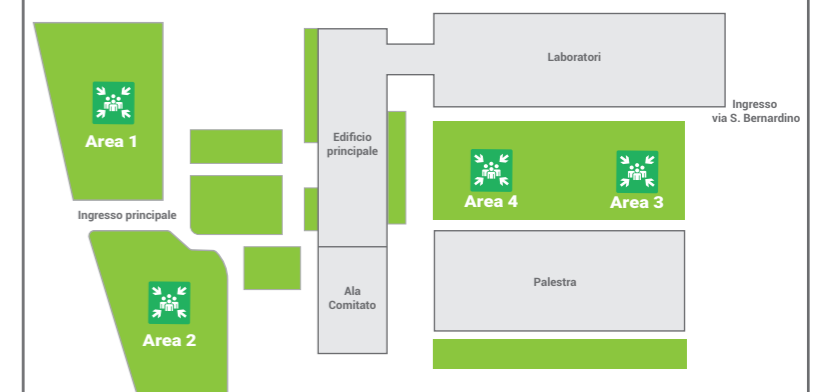 Laboratori
Ingresso
via S. Bernardino
Area 1
Edificio
principale
Area 4
Area 3
Ingresso principale
Palestra
Ala
Comitato
Area 2